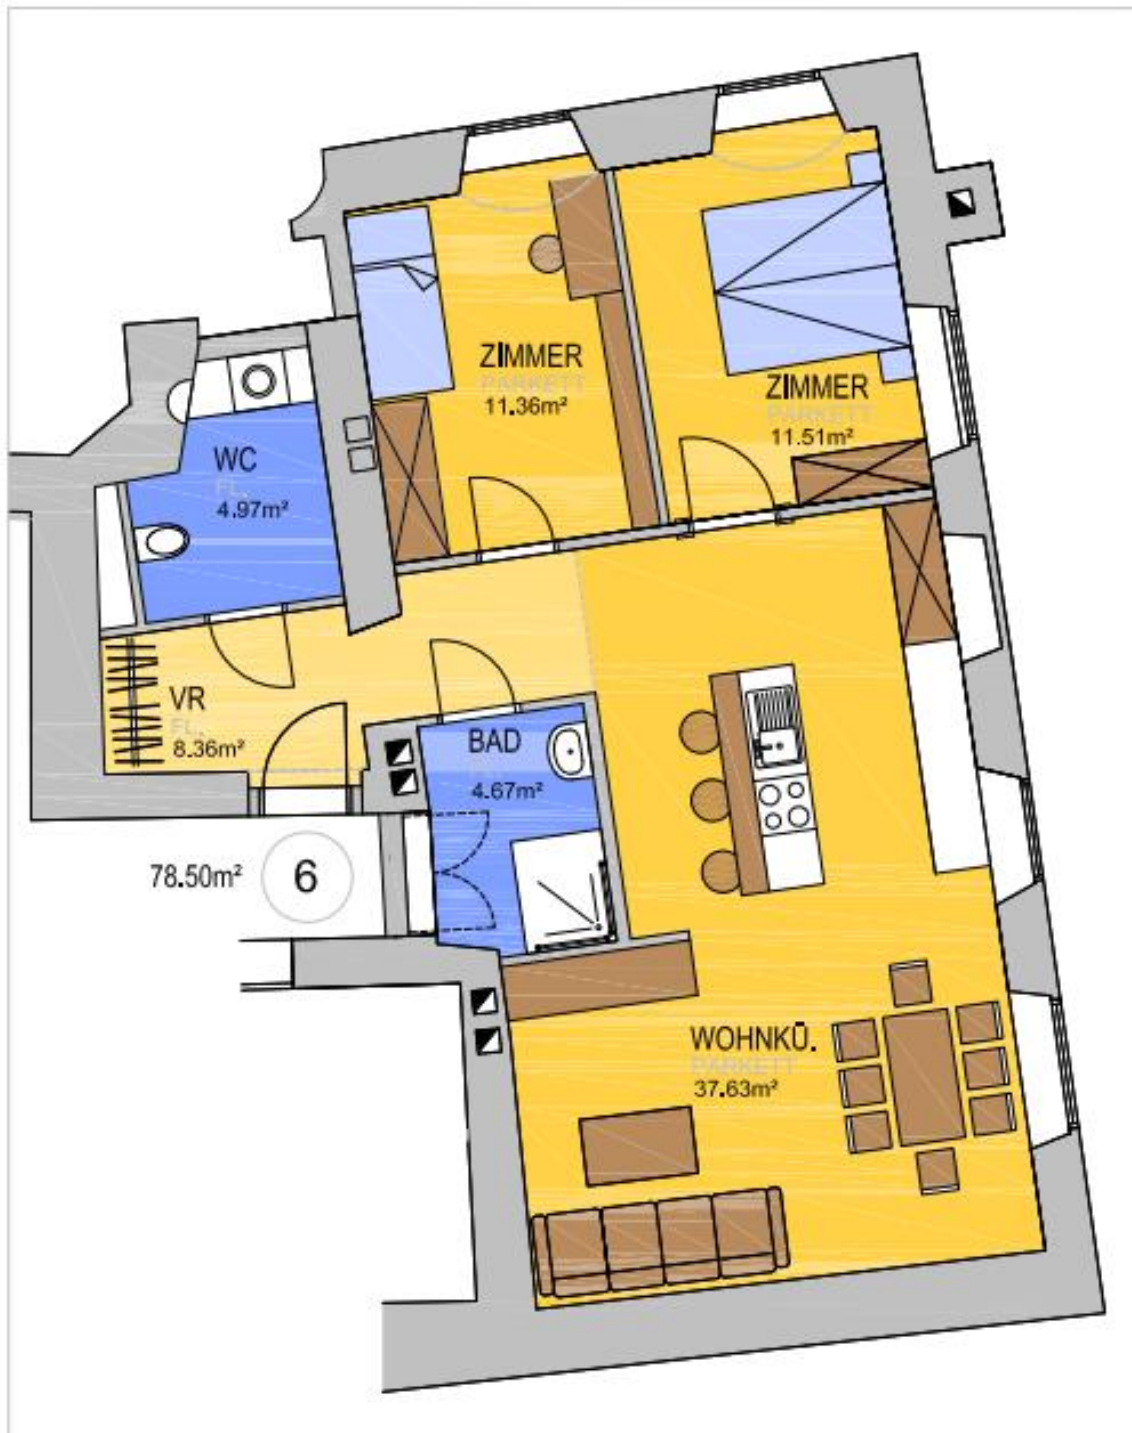 ZIMMER
PARKETT
11.36m²
ZIMMER
PARKETT
11.51m²
WC
FL.
4.97m²
VR
FL.
8.36m²
BAD
4.67m²
78.50m²
6
WOHNKÜ.
PARKETT
37.63m²